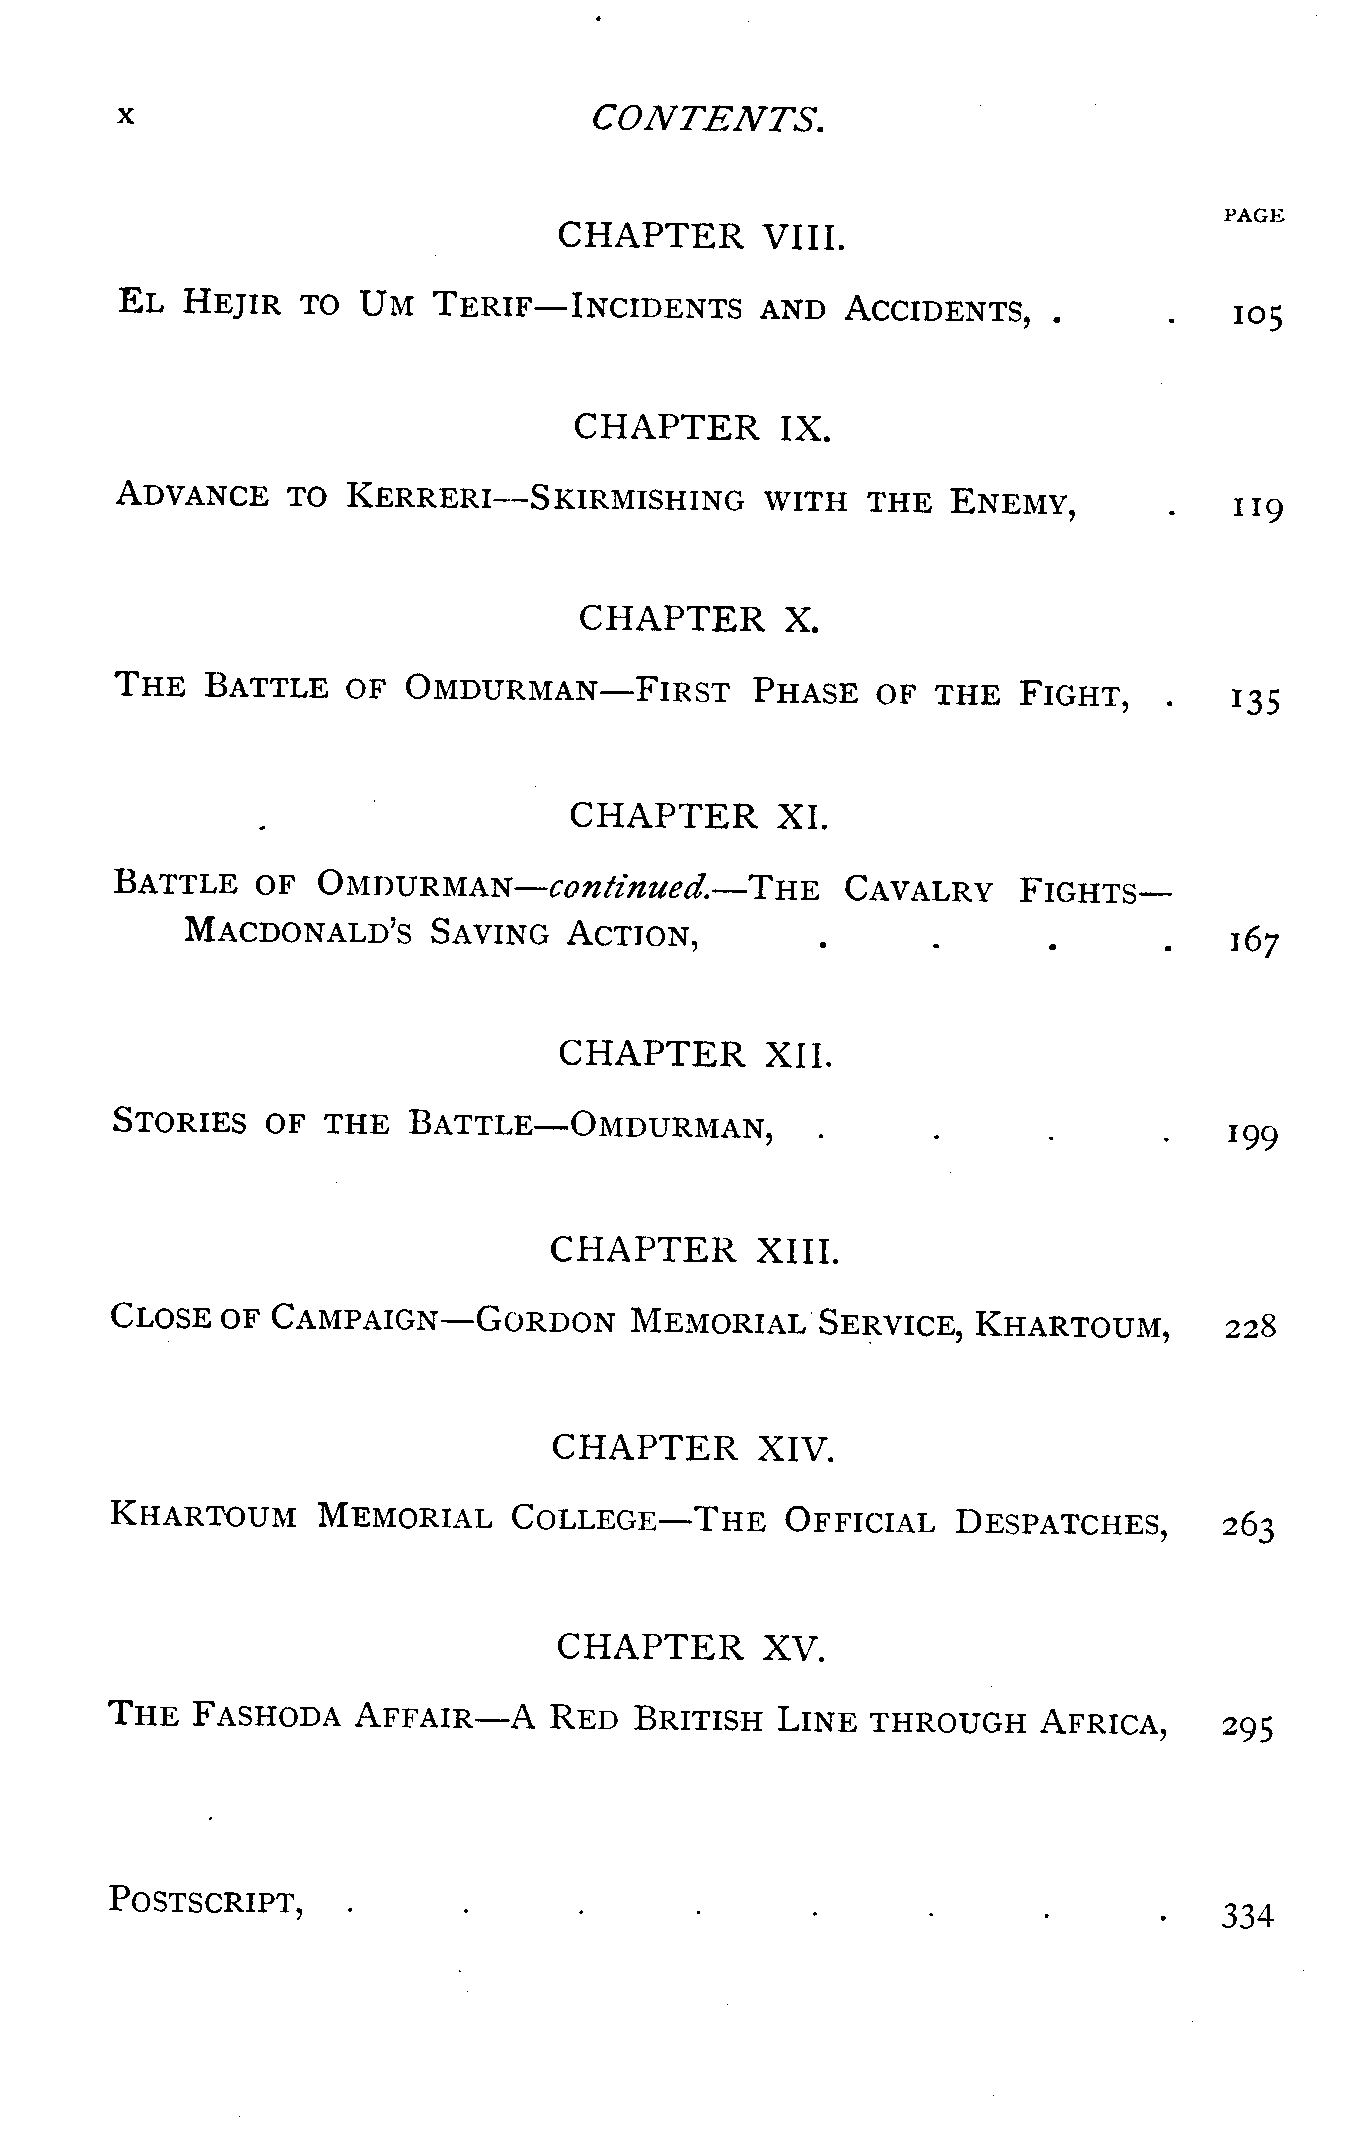 x CONTENTS.
PAGE
CHAPTER VIII.
EL HEJIR TO UM TERIF—INCIDENTS AND ACCIDENTS, . . 105
CHAPTER IX.
ADVANCE TO KERRERI—SKIRMISHING WITH THE ENEMY, . 119
CHAPTER X.
THE BATTLE OF OMDURMAN—FIRST PHASE OF THE FIGHT, . 135
CHAPTER XI.
BATTLE OF OMDURMAN—continued.—THE CAVALRY FIGHTS—
MACDONALD'S SAVING ACTION, . . . . 167
CHAPTER XII.
STORIES OF THE BATTLE—OMDURMAN, . . . . 199
CHAPTER XIII.
CLOSE OF CAMPAIGN—GORDON MEMORIAL SERVICE, KHARTOUM, 228
CHAPTER XIV.
KHARTOUM MEMORIAL COLLEGE—THE OFFICIAL DESPATCHES, 263
CHAPTER XV.
THE FASHODA AFFAIR—A RED BRITISH LINE THROUGH AFRICA, 295
POSTSCRIPT, . . . . . . . . 334